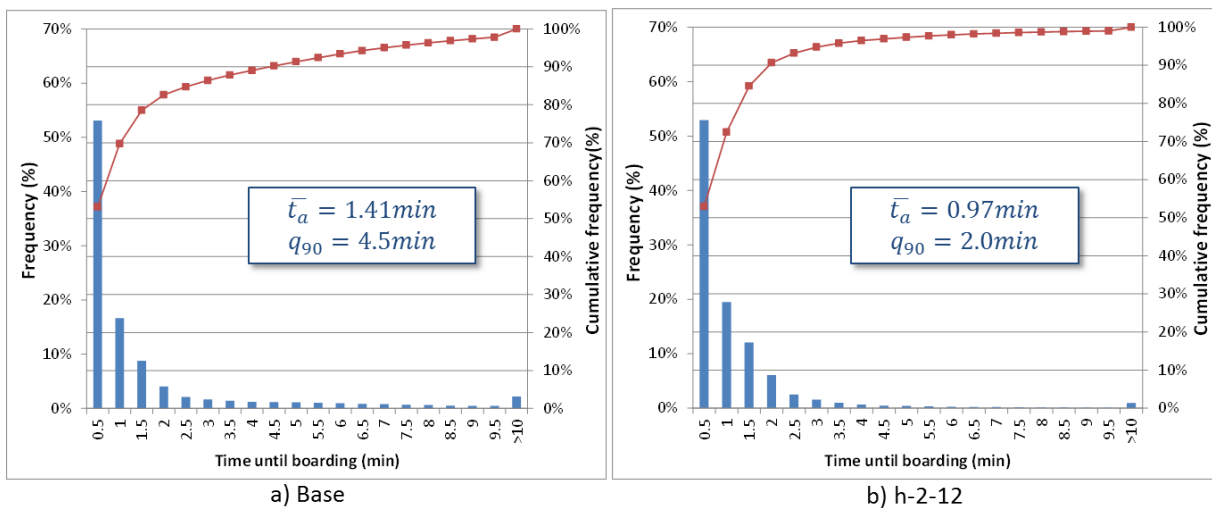 70%
60%
50%
40%
30%
20%
10%
0%
Frequency (%)
100%
90%
80%
70%
60%
50%
40%
30%
20%
10%
0%
Cumulative frequency(%)
t̅ₐ = 1.41min
q₉₀ = 4.5min
0.5 1 1.5 2 2.5 3 3.5 4 4.5 5 5.5 6 6.5 7 7.5 8 8.5 9 9.5 >10
Time until boarding (min)
a) Base
70%
60%
50%
40%
30%
20%
10%
0%
Frequency (%)
100%
90%
80%
70%
60%
50%
40%
30%
20%
10%
0%
Cumulative frequency (%)
t̅ₐ = 0.97min
q₉₀ = 2.0min
0.5 1 1.5 2 2.5 3 3.5 4 4.5 5 5.5 6 6.5 7 7.5 8 8.5 9 9.5 >10
Time until boarding (min)
b) h-2-12